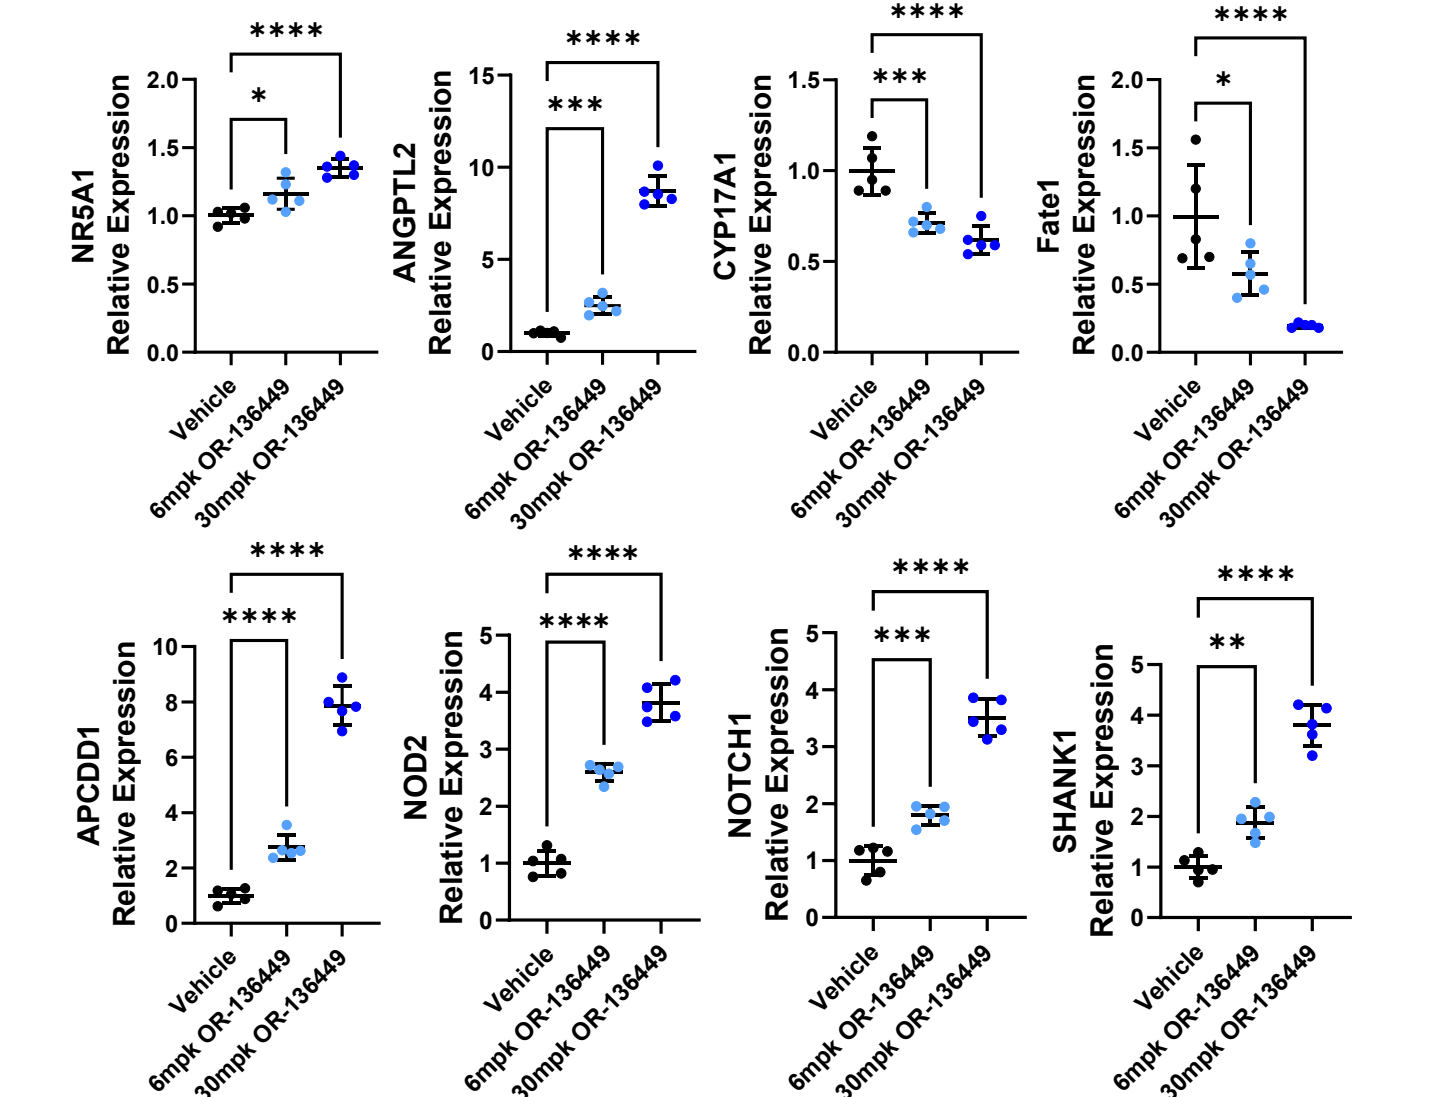 ****
*
NR5A1
Relative Expression
2.0
1.5
1.0
0.5
0.0
Vehicle
6mpk OR-136449
30mpk OR-136449
****
***
ANGPTL2
Relative Expression
15
10
5
0
Vehicle
6mpk OR-136449
30mpk OR-136449
****
***
CYP17A1
Relative Expression
1.5
1.0
0.5
0.0
Vehicle
6mpk OR-136449
30mpk OR-136449
****
*
Fate1
Relative Expression
2.0
1.5
1.0
0.5
0.0
Vehicle
6mpk OR-136449
30mpk OR-136449
****
****
APCDD1
Relative Expression
10
8
6
4
2
0
Vehicle
6mpk OR-136449
30mpk OR-136449
****
****
NOD2
Relative Expression
5
4
3
2
1
0
Vehicle
6mpk OR-136449
30mpk OR-136449
****
***
NOTCH1
Relative Expression
5
4
3
2
1
0
Vehicle
6mpk OR-136449
30mpk OR-136449
****
**
SHANK1
Relative Expression
5
4
3
2
1
0
Vehicle
6mpk OR-136449
30mpk OR-136449